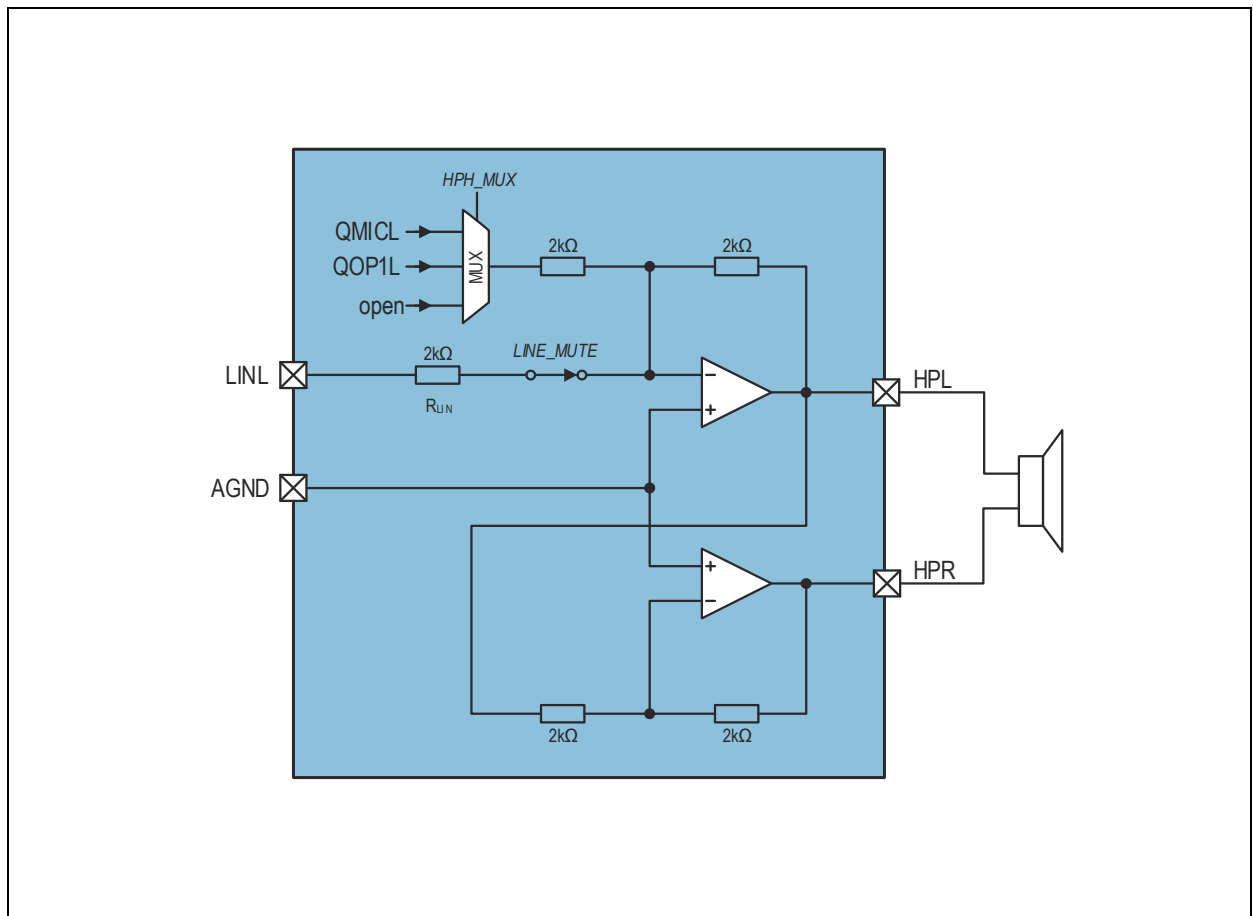 HPH_MUX
QMICL
QOP1L
open
MUX
2kΩ
2kΩ
LINL
2kΩ
RLIN
LINE_MUTE
−
+
HPL
AGND
+
−
HPR
2kΩ
2kΩ